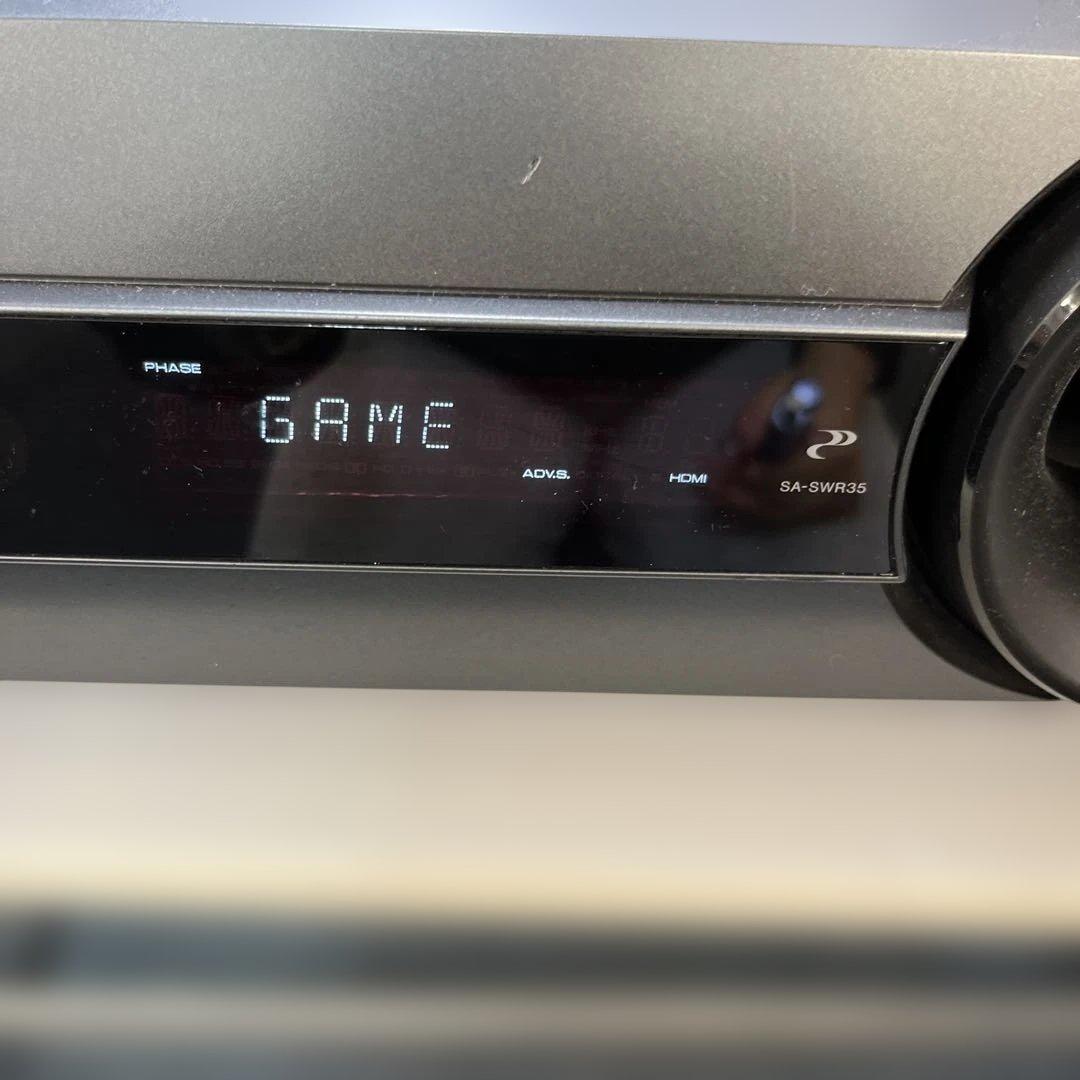 PHASE
GAME
ADV.S. HDMI
SA-SWR35